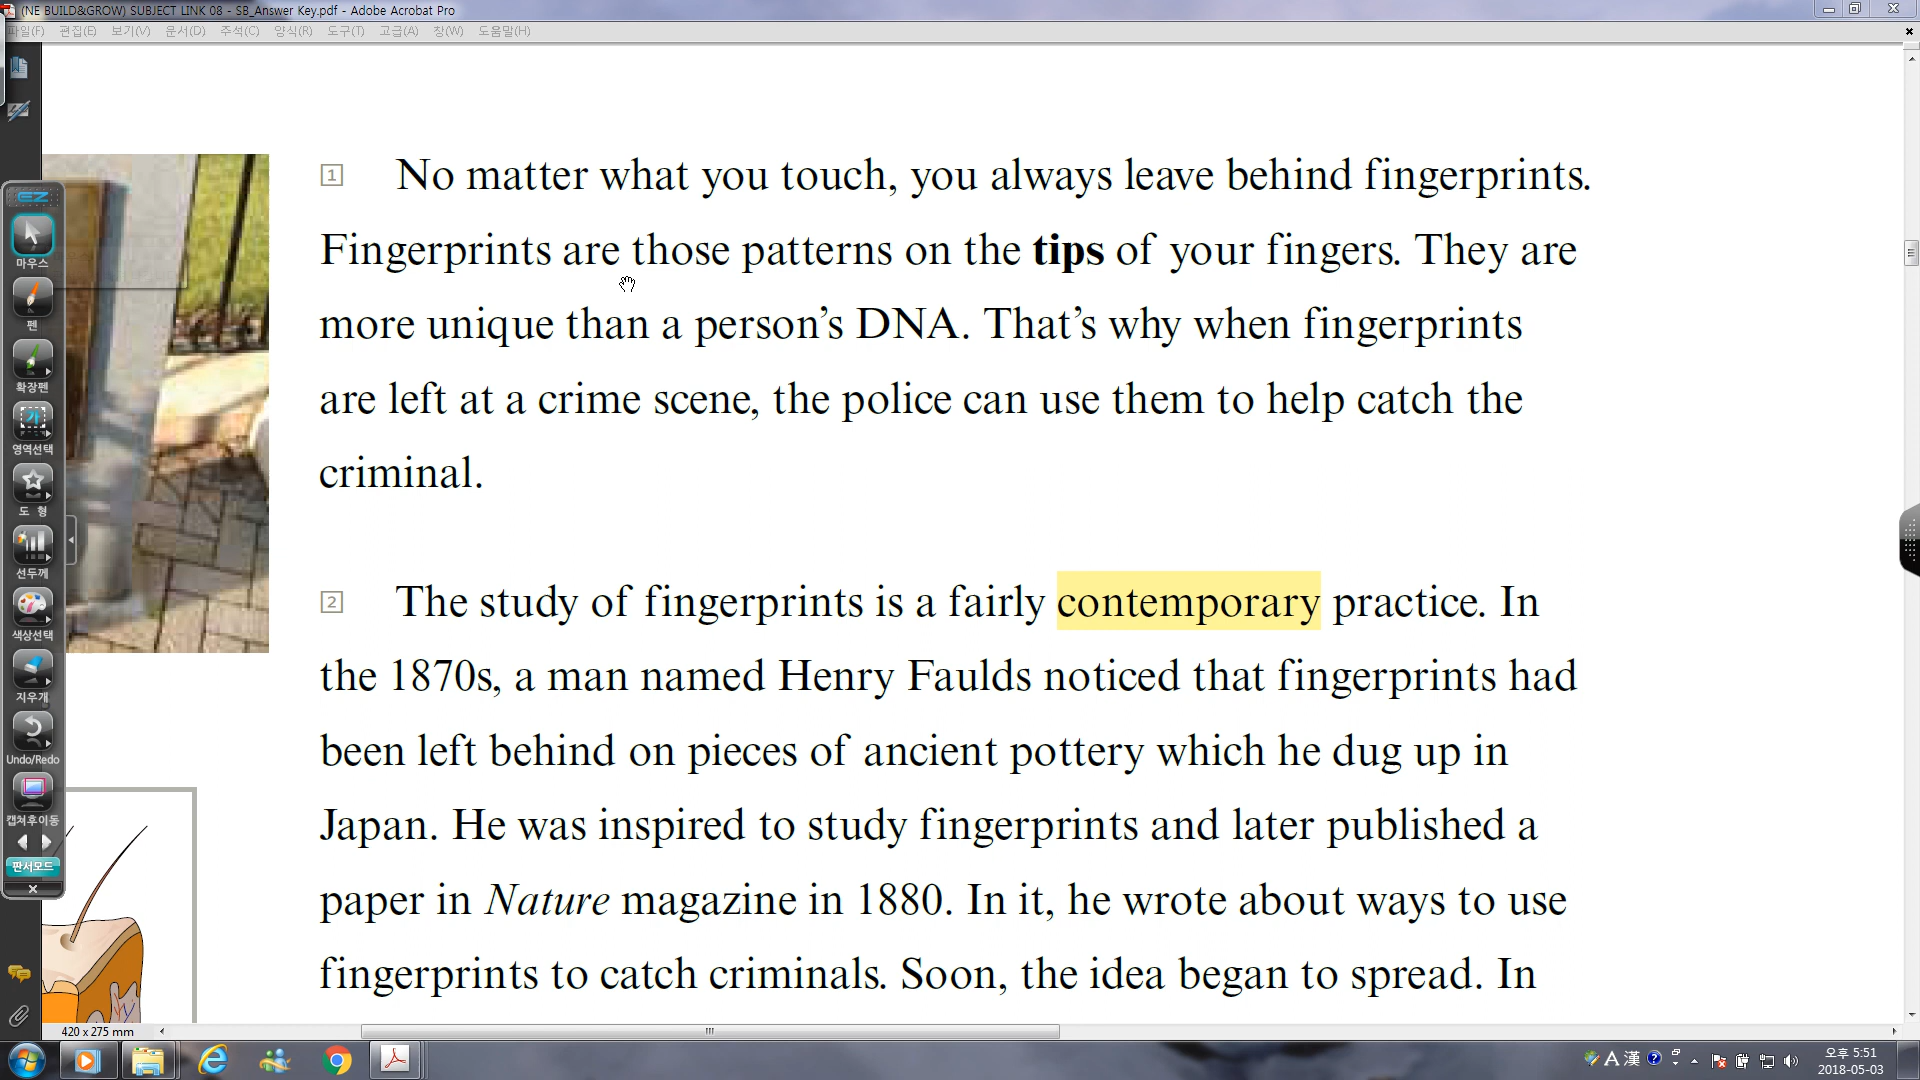 (NE BUILD&GROW) SUBJECT LINK 08 - SB_Answer Key.pdf - Adobe Acrobat Pro
파일(F) 편집(E) 보기(V) 문서(D) 주석(C) 양식(R) 도구(T) 고급(A) 창(W) 도움말(H)
EZ
마우스
펜
확장펜
영역선택
도 형
선두께
색상선택
지우개
Undo/Redo
캡쳐후이동
판서모드
1 No matter what you touch, you always leave behind fingerprints.
Fingerprints are those patterns on the tips of your fingers. They are
more unique than a person’s DNA. That’s why when fingerprints
are left at a crime scene, the police can use them to help catch the
criminal.
2 The study of fingerprints is a fairly contemporary practice. In
the 1870s, a man named Henry Faulds noticed that fingerprints had
been left behind on pieces of ancient pottery which he dug up in
Japan. He was inspired to study fingerprints and later published a
paper in Nature magazine in 1880. In it, he wrote about ways to use
fingerprints to catch criminals. Soon, the idea began to spread. In
420 x 275 mm
A 漢
오후 5:51
2018-05-03